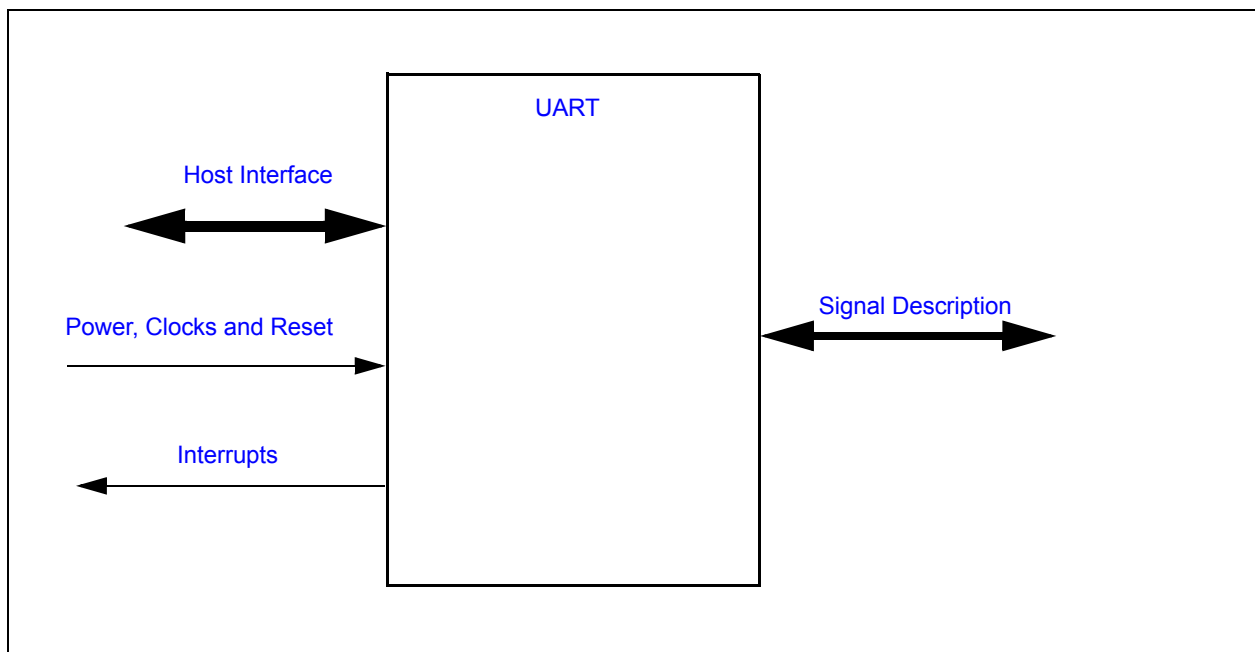 UART
Host Interface
Signal Description
Power, Clocks and Reset
Interrupts